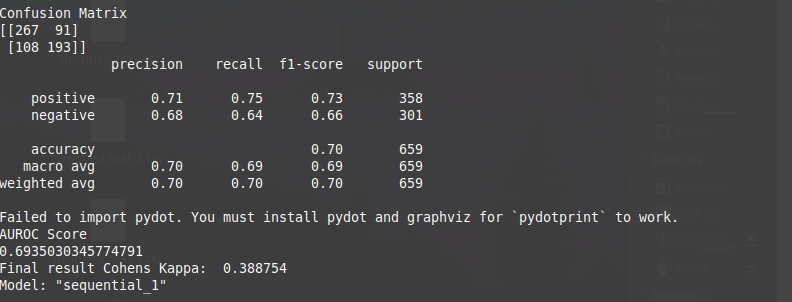 Confusion Matrix
[[267  91]
 [108 193]]
              precision    recall  f1-score   support

    positive       0.71      0.75      0.73       358
    negative       0.68      0.64      0.66       301

    accuracy                           0.70       659
   macro avg       0.70      0.69      0.69       659
weighted avg       0.70      0.70      0.70       659

Failed to import pydot. You must install pydot and graphviz for `pydotprint` to work.
AUROC Score
0.6935030345774791
Final result Cohens Kappa:  0.388754
Model: "sequential_1"